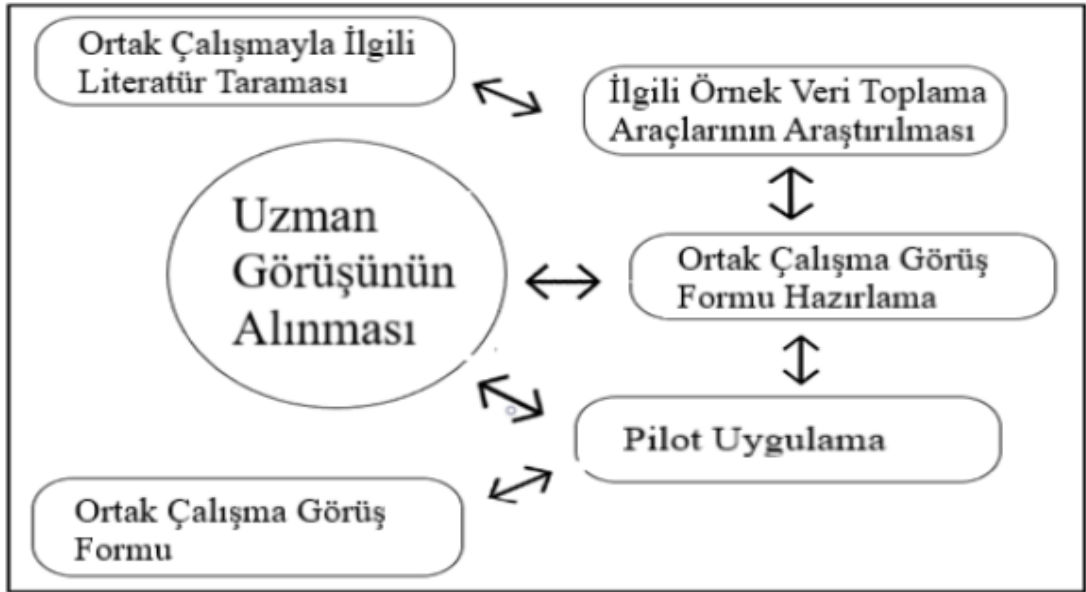 Ortak Çalışmayla İlgili
Literatür Taraması
İlgili Örnek Veri Toplama
Araçlarının Araştırılması
Uzman
Görüşünün
Alınması
Ortak Çalışma Görüş
Formu Hazırlama
Pilot Uygulama
Ortak Çalışma Görüş
Formu